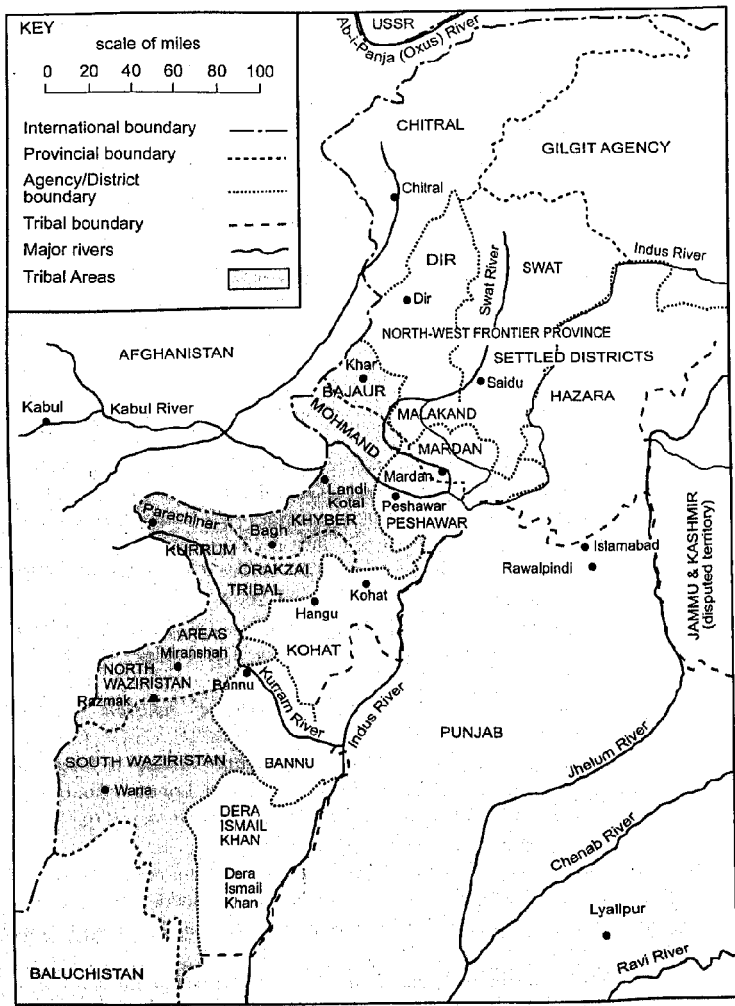 KEY
scale of miles
0 20 40 60 80 100
International boundary
Provincial boundary
Agency/District
boundary
Tribal boundary
Major rivers
Tribal Areas
USSR
Ab-i-Panja (Oxus) River
CHITRAL
GILGIT AGENCY
Chitral
DIR
Swat River
SWAT
Indus River
Dir
NORTH-WEST FRONTIER PROVINCE
AFGHANISTAN
SETTLED DISTRICTS
Khar
BAJAUR
Saidu
HAZARA
Kabul
Kabul River
MOHMAND
MALAKAND
MARDAN
Mardan
Landi
Kotal
Peshawar
Parachinar
KHYBER
PESHAWAR
Bagh
KURRUM
Islamabad
ORAKZAI
Rawalpindi
JAMMU & KASHMIR
(disputed territory)
TRIBAL
Kohat
Hangu
AREAS
KOHAT
Miranshah
NORTH
WAZIRISTAN
Bannu
Razmak
Kurram River
Indus River
PUNJAB
SOUTH WAZIRISTAN
BANNU
Jhelum River
Wana
DERA
ISMAIL
KHAN
Chenab River
Dera
Ismail
Khan
Lyallpur
BALUCHISTAN
Ravi River